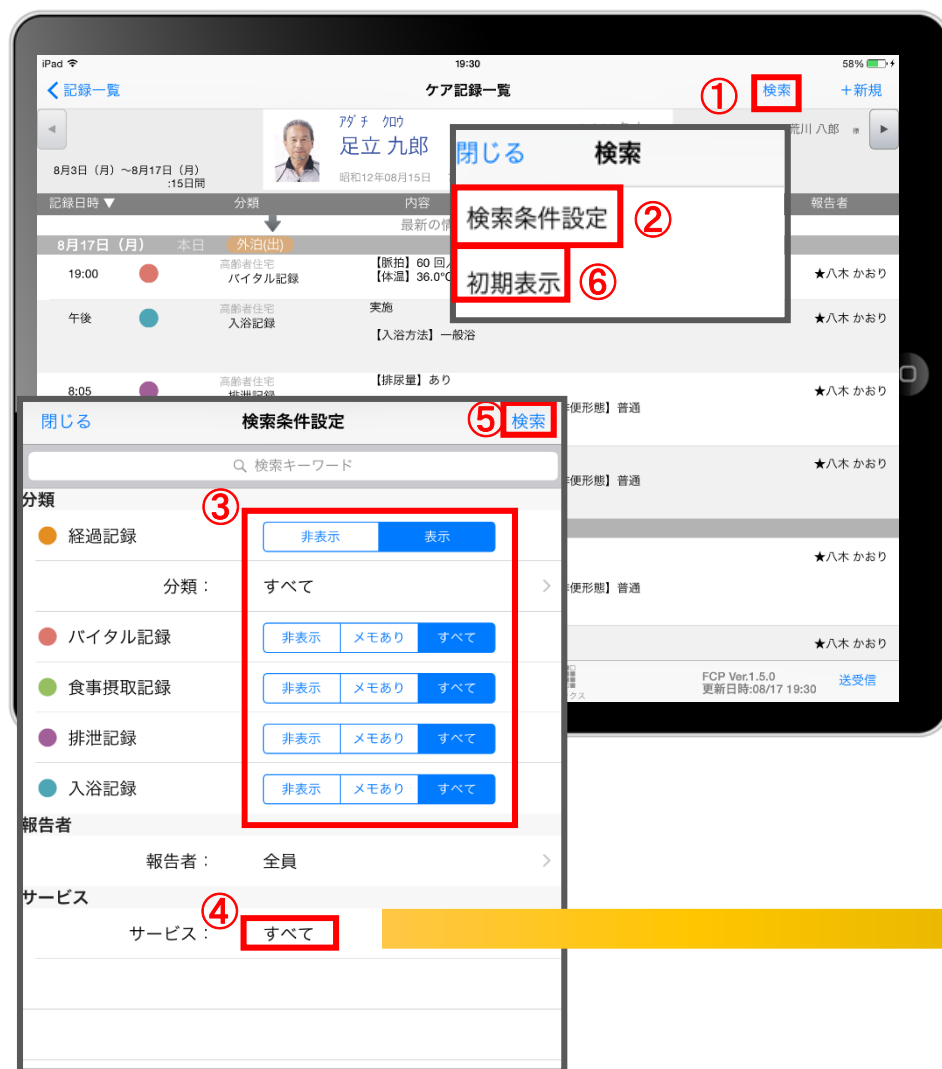 iPad 19:30 58%
記録一覧 ケア記録一覧 ① 検索 +新規
アダチ クロウ
足立 九郎
昭和12年08月15日
荒川 八郎 様
8月3日（月）～8月17日（月）
:15日間
閉じる 検索
検索条件設定 ②
初期表示 ⑥
記録日時▼ 分類 内容 報告者
最新の情
8月17日（月） 本日 外泊(出)
19:00 高齢者住宅 バイタル記録 【脈拍】60 回 ★八木 かおり
【体温】36.0℃
午後 高齢者住宅 入浴記録 実施 ★八木 かおり
【入浴方法】一般浴
8:05 高齢者住宅 排泄記録 【排尿量】あり ★八木 かおり
便形態】普通
★八木 かおり
便形態】普通
★八木 かおり
便形態】普通
★八木 かおり
ックス
FCP Ver.1.5.0
更新日時:08/17 19:30 送受信
閉じる 検索条件設定 ⑤ 検索
検索キーワード
分類
③
経過記録 非表示 表示
分類： すべて
バイタル記録 非表示 メモあり すべて
食事摂取記録 非表示 メモあり すべて
排泄記録 非表示 メモあり すべて
入浴記録 非表示 メモあり すべて
報告者
報告者： 全員
サービス
④
サービス： すべて